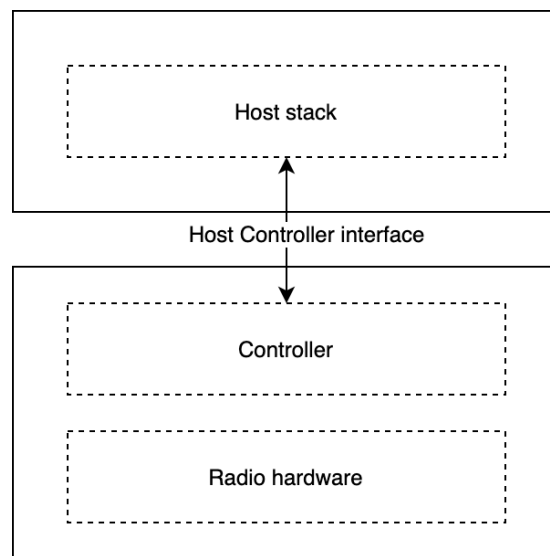 Host stack
Host Controller interface
Controller
Radio hardware